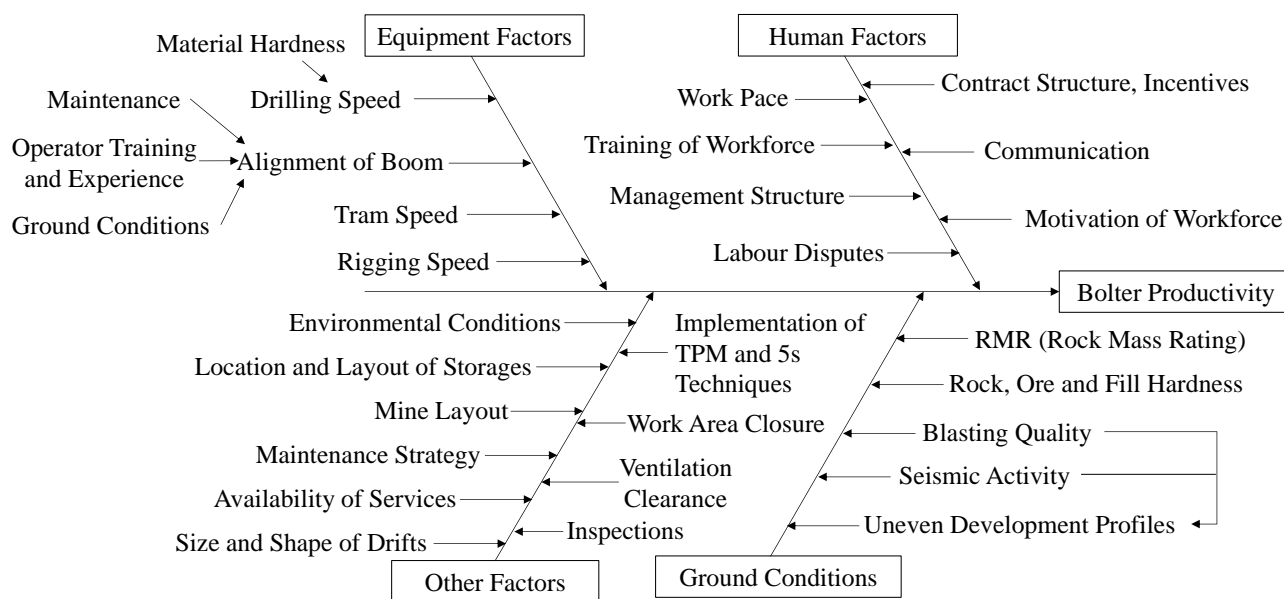 Equipment Factors
Human Factors
Material Hardness
Drilling Speed
Maintenance
Operator Training
and Experience
Alignment of Boom
Ground Conditions
Tram Speed
Rigging Speed
Contract Structure, Incentives
Work Pace
Training of Workforce
Communication
Management Structure
Motivation of Workforce
Labour Disputes
Bolter Productivity
Environmental Conditions
Implementation of
TPM and 5s
Techniques
Location and Layout of Storages
Mine Layout
Work Area Closure
Maintenance Strategy
Ventilation
Clearance
Availability of Services
Inspections
Size and Shape of Drifts
Other Factors
RMR (Rock Mass Rating)
Rock, Ore and Fill Hardness
Blasting Quality
Seismic Activity
Uneven Development Profiles
Ground Conditions